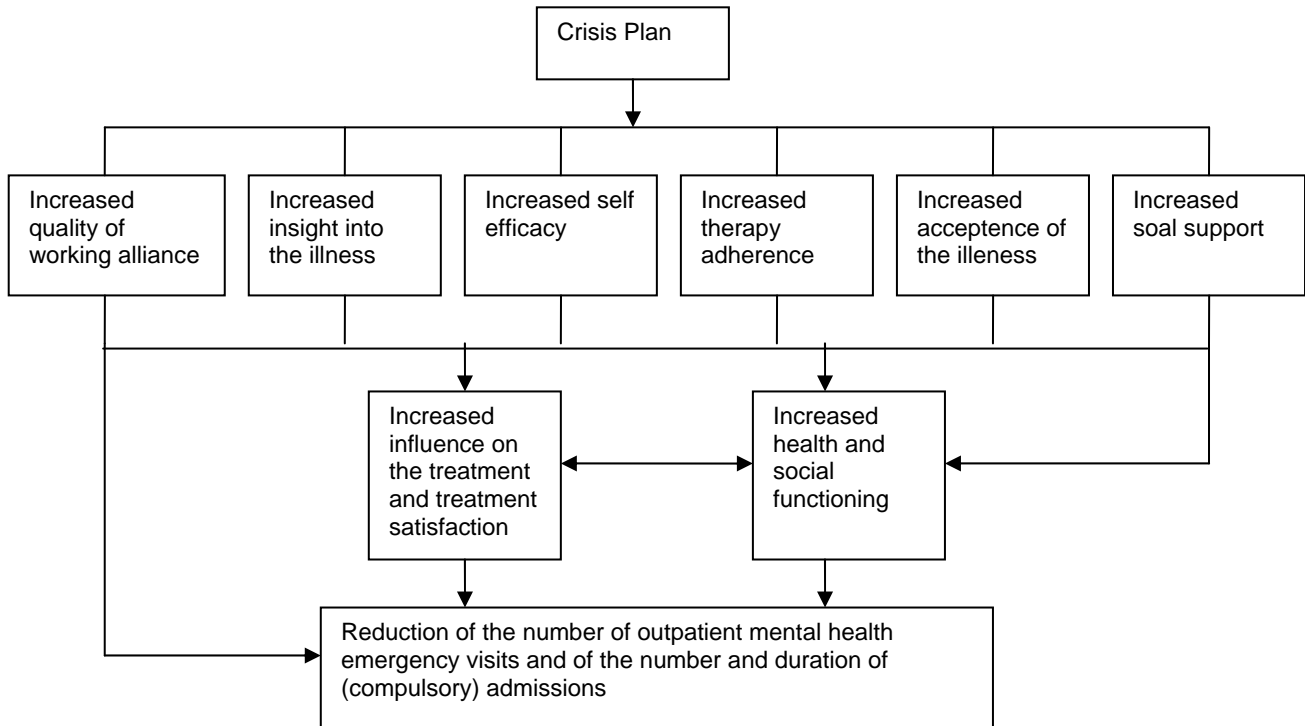 Crisis Plan
Increased
quality of
working alliance
Increased
insight into
the illness
Increased self
efficacy
Increased
therapy
adherence
Increased
acceptence of
the illeness
Increased
soal support
Increased
influence on
the treatment
and treatment
satisfaction
Increased
health and
social
functioning
Reduction of the number of outpatient mental health
emergency visits and of the number and duration of
(compulsory) admissions